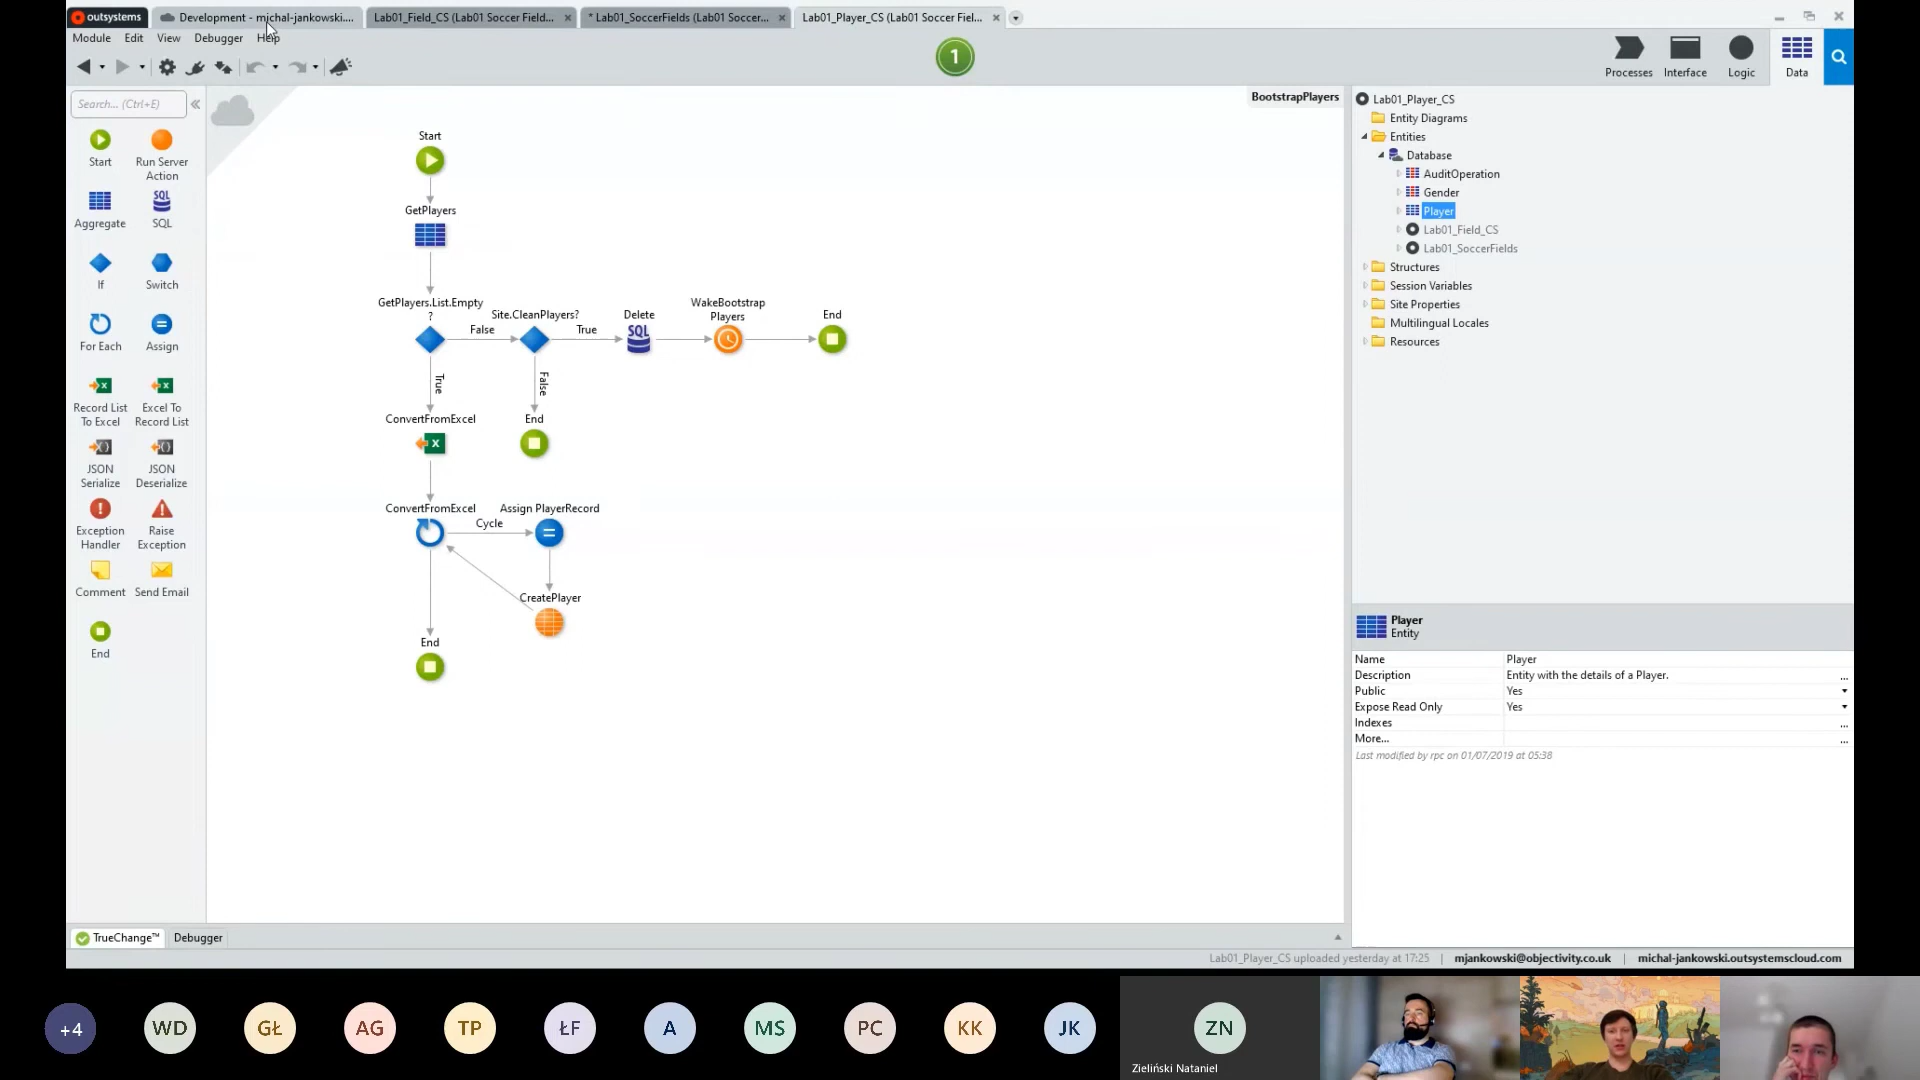 outsystems
Development - michal-jankowski....
Lab01_Field_CS (Lab01 Soccer Field...
* Lab01_SoccerFields (Lab01 Soccer...
Lab01_Player_CS (Lab01 Soccer Fiel...
Module
Edit
View
Debugger
Help
1
Processes
Interface
Logic
Data
Search... (Ctrl+E)
Start
Run Server
Action
Aggregate
SQL
SQL
If
Switch
For Each
Assign
Record List
To Excel
Excel To
Record List
JSON
Serialize
JSON
Deserialize
Exception
Handler
Raise
Exception
Comment
Send Email
End
BootstrapPlayers
Start
GetPlayers
GetPlayers.List.Empty
?
False
Site.CleanPlayers?
True
Delete
SQL
WakeBootstrap
Players
End
True
False
ConvertFromExcel
End
ConvertFromExcel
Cycle
Assign PlayerRecord
CreatePlayer
End
Lab01_Player_CS
Entity Diagrams
Entities
Database
AuditOperation
Gender
Player
Lab01_Field_CS
Lab01_SoccerFields
Structures
Session Variables
Site Properties
Multilingual Locales
Resources
Player
Entity
Name
Player
Description
Entity with the details of a Player.
...
Public
Yes
Expose Read Only
Yes
Indexes
...
More...
...
Last modified by rpc on 01/07/2019 at 05:38
TrueChange™
Debugger
Lab01_Player_CS uploaded yesterday at 17:25 | mjankowski@objectivity.co.uk | michal-jankowski.outsystemscloud.com
+4
WD
GŁ
AG
TP
ŁF
A
MS
PC
KK
JK
ZN
Zieliński Nataniel